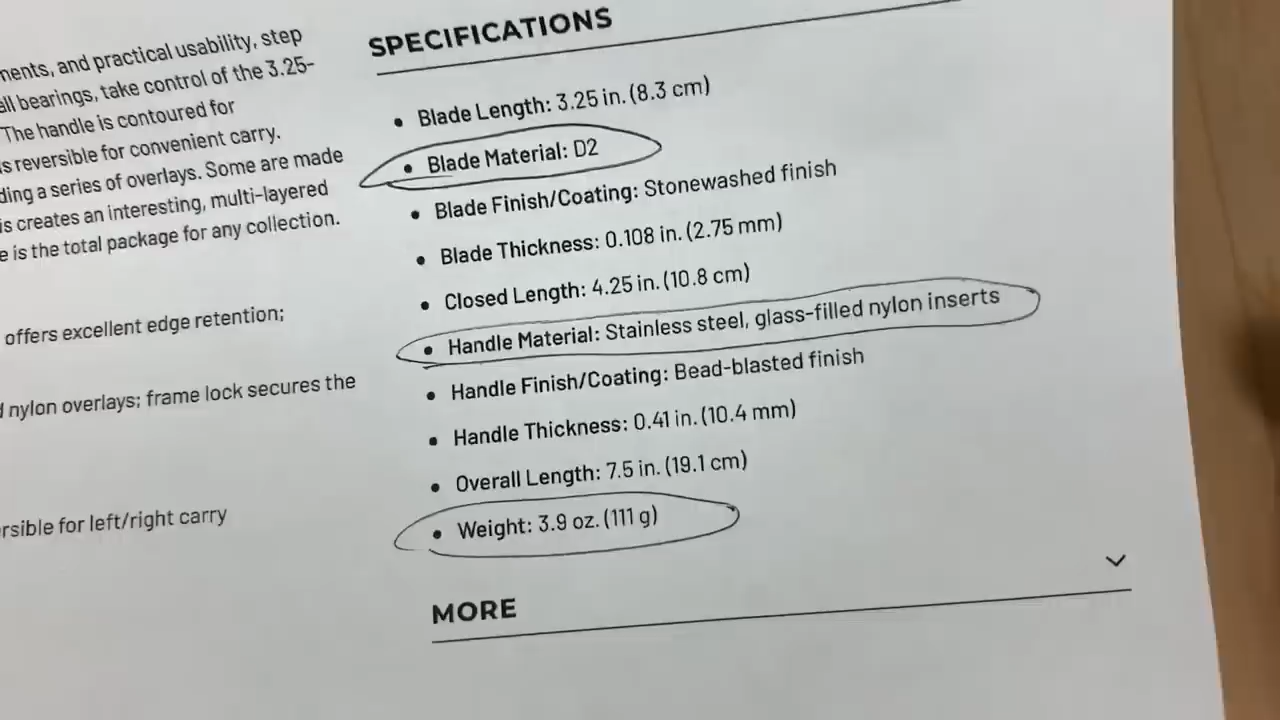 ments, and practical usability, step
all bearings, take control of the 3.25-
The handle is contoured for
is reversible for convenient carry.
ding a series of overlays. Some are made
is creates an interesting, multi-layered
e is the total package for any collection.
offers excellent edge retention;
d nylon overlays; frame lock secures the
rsible for left/right carry
SPECIFICATIONS
• Blade Length: 3.25 in. (8.3 cm)
• Blade Material: D2
• Blade Finish/Coating: Stonewashed finish
• Blade Thickness: 0.108 in. (2.75 mm)
• Closed Length: 4.25 in. (10.8 cm)
• Handle Material: Stainless steel, glass-filled nylon inserts
• Handle Finish/Coating: Bead-blasted finish
• Handle Thickness: 0.41 in. (10.4 mm)
• Overall Length: 7.5 in. (19.1 cm)
• Weight: 3.9 oz. (111 g)
MORE